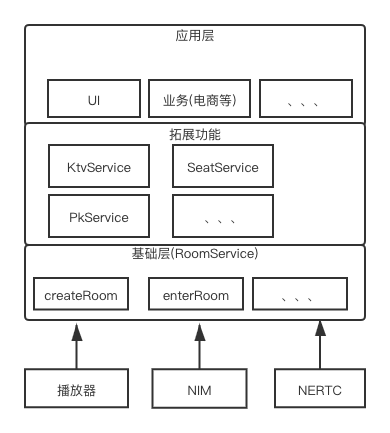 应用层
UI
业务(电商等)
、、、
拓展功能
KtvService
SeatService
PkService
、、、
基础层(RoomService)
createRoom
enterRoom
、、、
播放器
NIM
NERTC